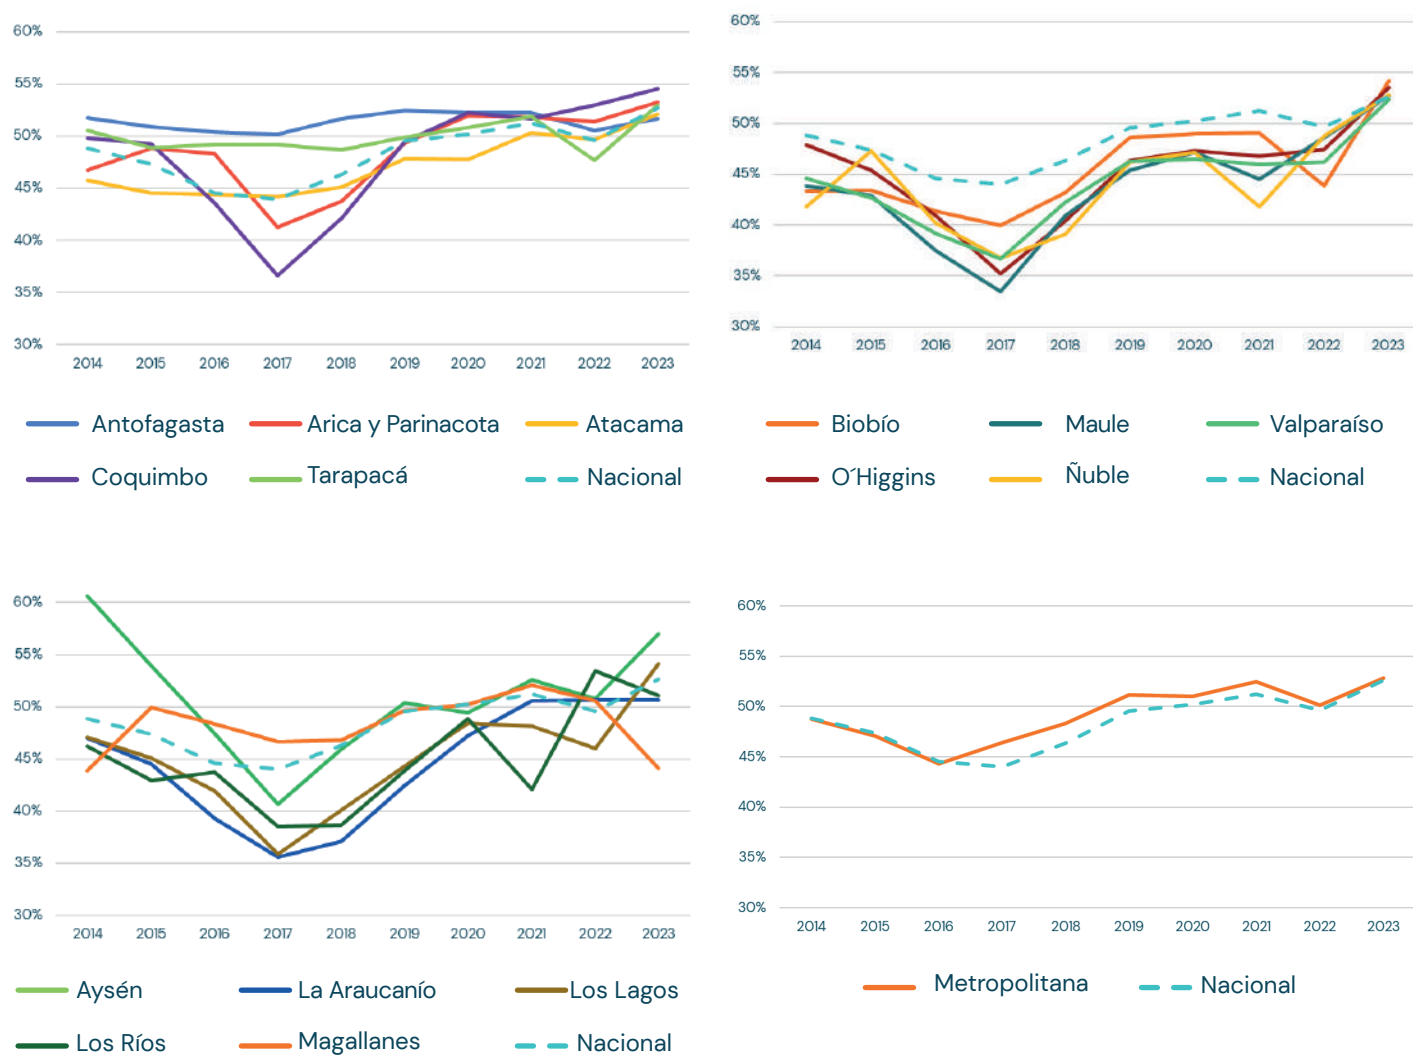 60%
55%
50%
45%
40%
35%
30%
2014 2015 2016 2017 2018 2019 2020 2021 2022 2023
Antofagasta Arica y Parinacota Atacama
Coquimbo Tarapacá Nacional
60%
55%
50%
45%
40%
35%
30%
2014 2015 2016 2017 2018 2019 2020 2021 2022 2023
Biobío Maule Valparaíso
O´Higgins Ñuble Nacional
60%
55%
50%
45%
40%
35%
30%
2014 2015 2016 2017 2018 2019 2020 2021 2022 2023
Aysén La Araucanío Los Lagos
Los Ríos Magallanes Nacional
60%
55%
50%
45%
40%
35%
30%
2014 2015 2016 2017 2018 2019 2020 2021 2022 2023
Metropolitana Nacional